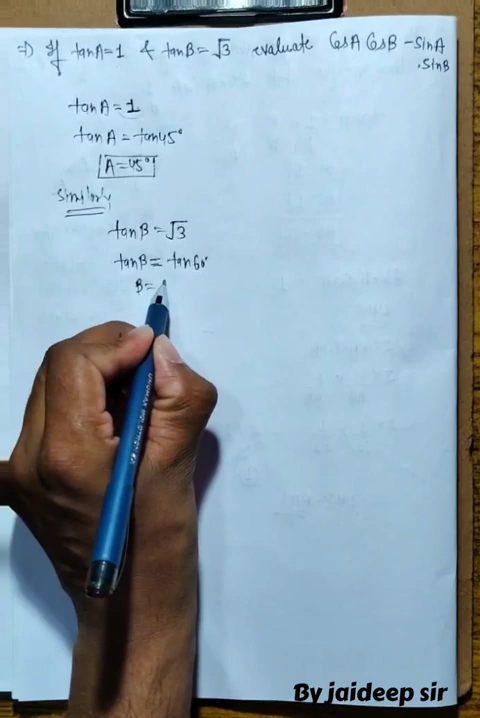 ⇒ If tanA=1 & tanB=√3 evaluate CosA CosB -sinA
.sinB
tanA=1
tanA=tan45°
A=45°
Similarly
tanB=√3
tanB=tan60°
B=
By jaideep sir